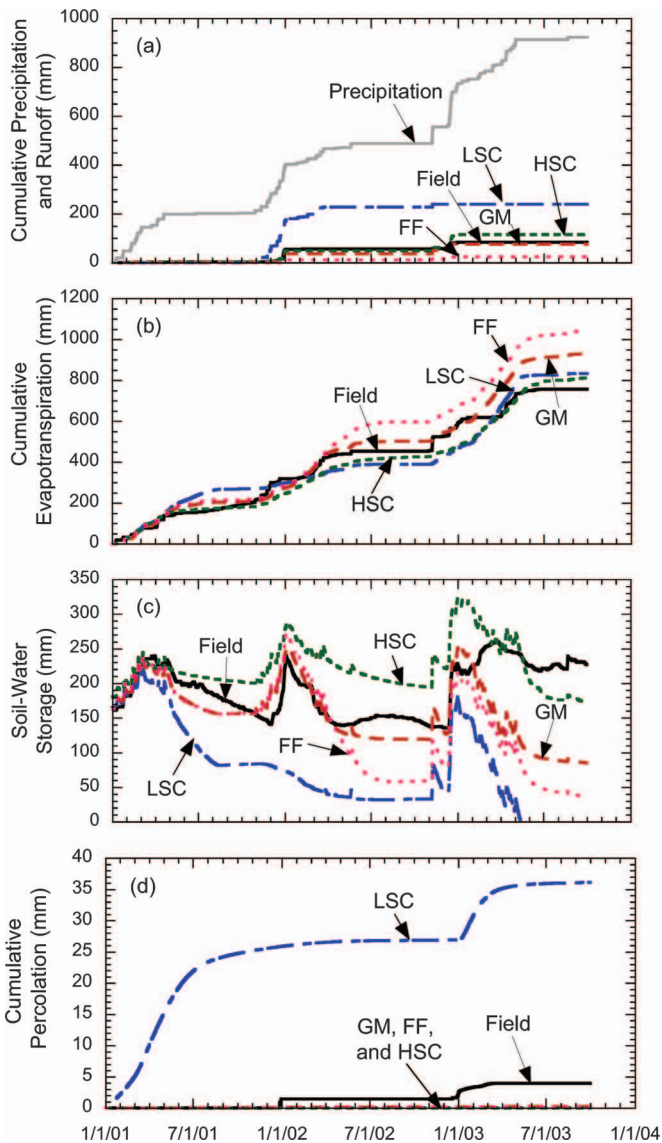 (a)
Cumulative Precipitation
and Runoff (mm)
1000
800
600
400
200
0
Precipitation
LSC
HSC
Field
GM
FF
(b)
Cumulative
Evapotranspiration (mm)
1200
1000
800
600
400
200
0
FF
LSC
Field
GM
HSC
(c)
Soil-Water
Storage (mm)
350
300
250
200
150
100
50
0
Field
HSC
FF
GM
LSC
(d)
Cumulative
Percolation (mm)
40
35
30
25
20
15
10
5
0
LSC
GM, FF,
and HSC
Field
1/1/01 7/1/01 1/1/02 7/1/02 1/1/03 7/1/03 1/1/04